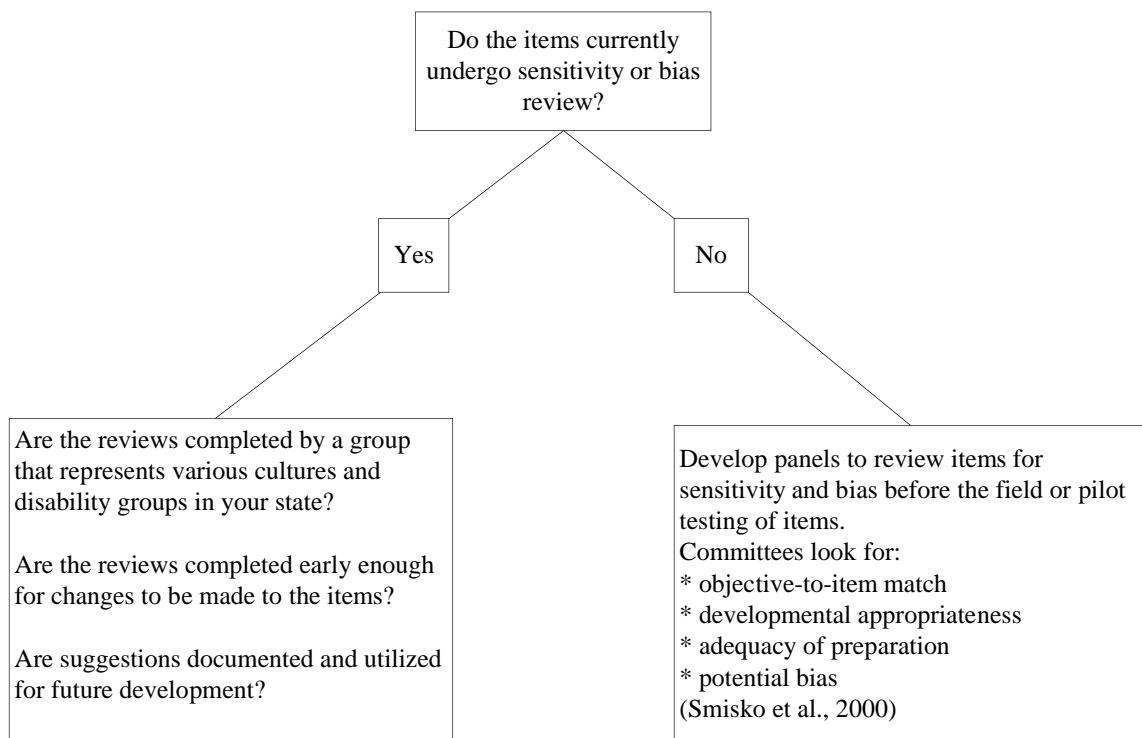 Do the items currently
undergo sensitivity or bias
review?
Yes
No
Are the reviews completed by a group
that represents various cultures and
disability groups in your state?
Are the reviews completed early enough
for changes to be made to the items?
Are suggestions documented and utilized
for future development?
Develop panels to review items for
sensitivity and bias before the field or pilot
testing of items.
Committees look for:
* objective-to-item match
* developmental appropriateness
* adequacy of preparation
* potential bias
(Smisko et al., 2000)